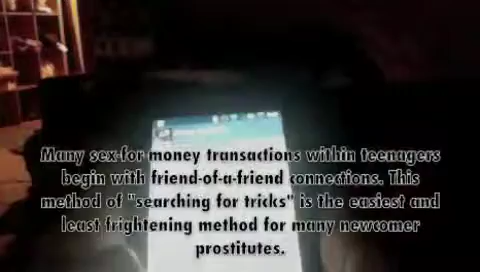 Many sex-for money transactions within teenagers
begin with friend-of-a-friend connections. This
method of "searching for tricks" is the easiest and
least frightening method for many newcomer
prostitutes.